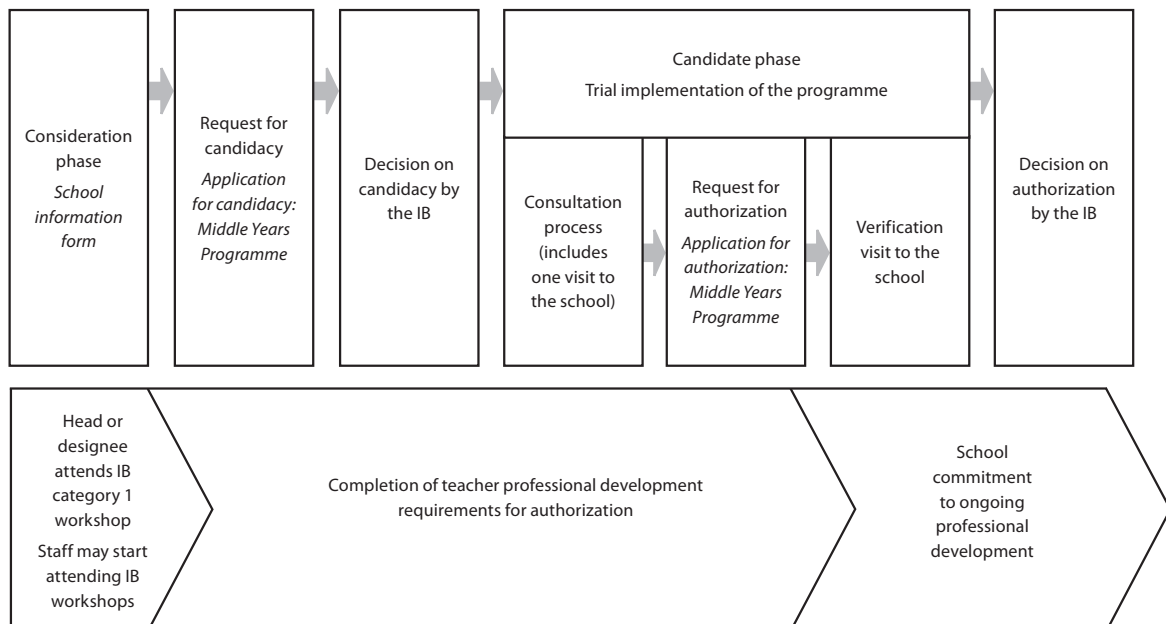 Consideration
phase
School
information
form
Request for
candidacy
Application
for candidacy:
Middle Years
Programme
Decision on
candidacy by
the IB
Candidate phase
Trial implementation of the programme
Consultation
process
(includes
one visit to
the school)
Request for
authorization
Application for
authorization:
Middle Years
Programme
Verification
visit to the
school
Decision on
authorization
by the IB
Head or
designee
attends IB
category 1
workshop
Staff may start
attending IB
workshops
Completion of teacher professional development
requirements for authorization
School
commitment
to ongoing
professional
development